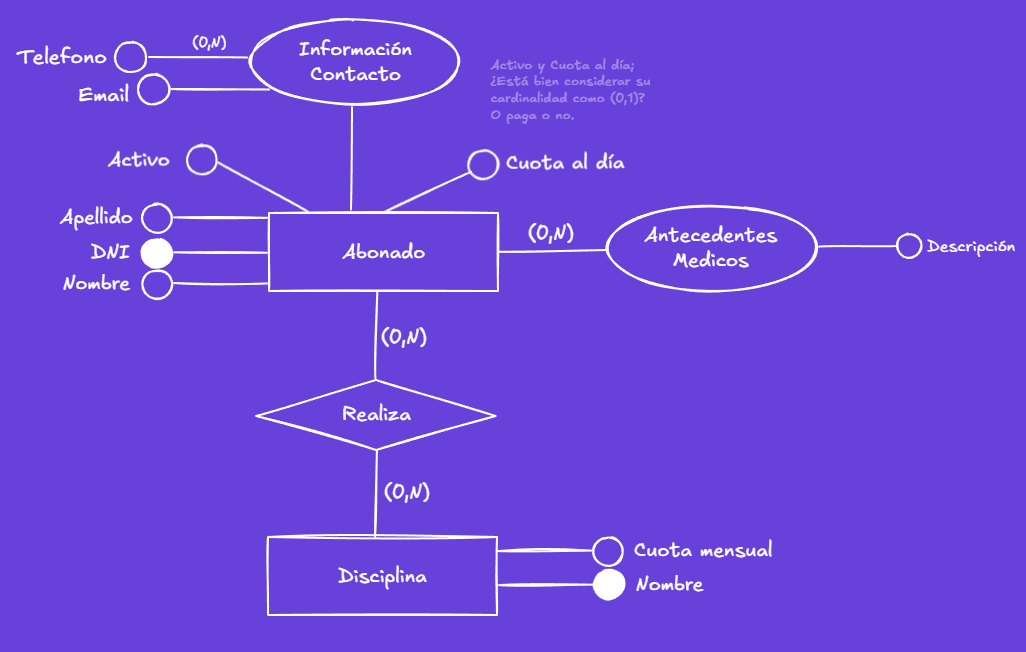 Telefono
(0,N)
Información
Contacto
Email
Activo y Cuota al día;
¿Está bien considerar su
cardinalidad como (0,1)?
O paga o no.
Activo
Cuota al día
Apellido
DNI
Nombre
Abonado
(0,N)
Antecedentes
Medicos
Descripción
(0,N)
Realiza
(0,N)
Disciplina
Cuota mensual
Nombre